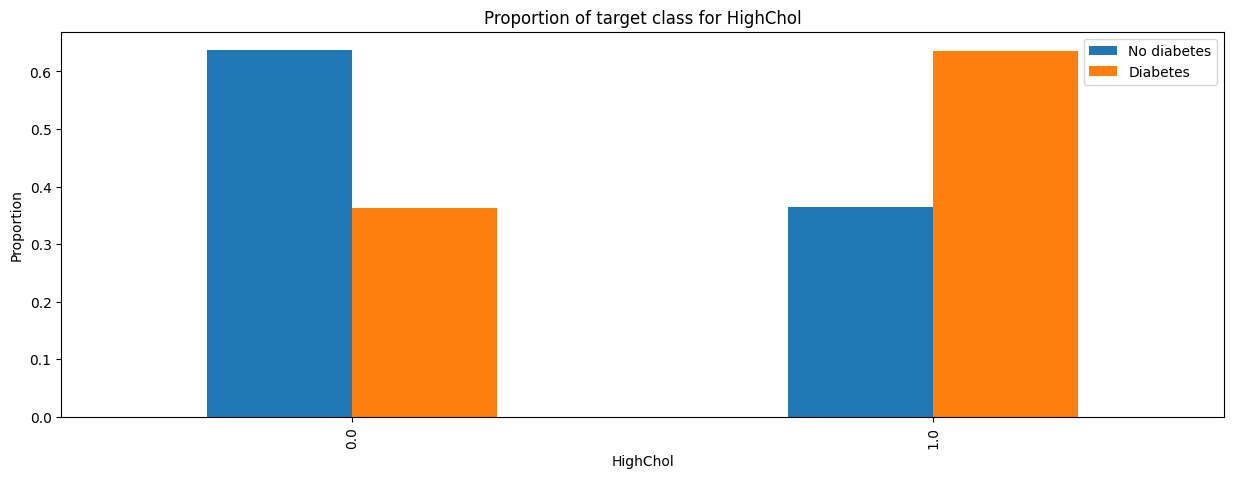 Proportion of target class for HighChol
No diabetes
Diabetes
Proportion
0.6
0.5
0.4
0.3
0.2
0.1
0.0
0.0
1.0
HighChol